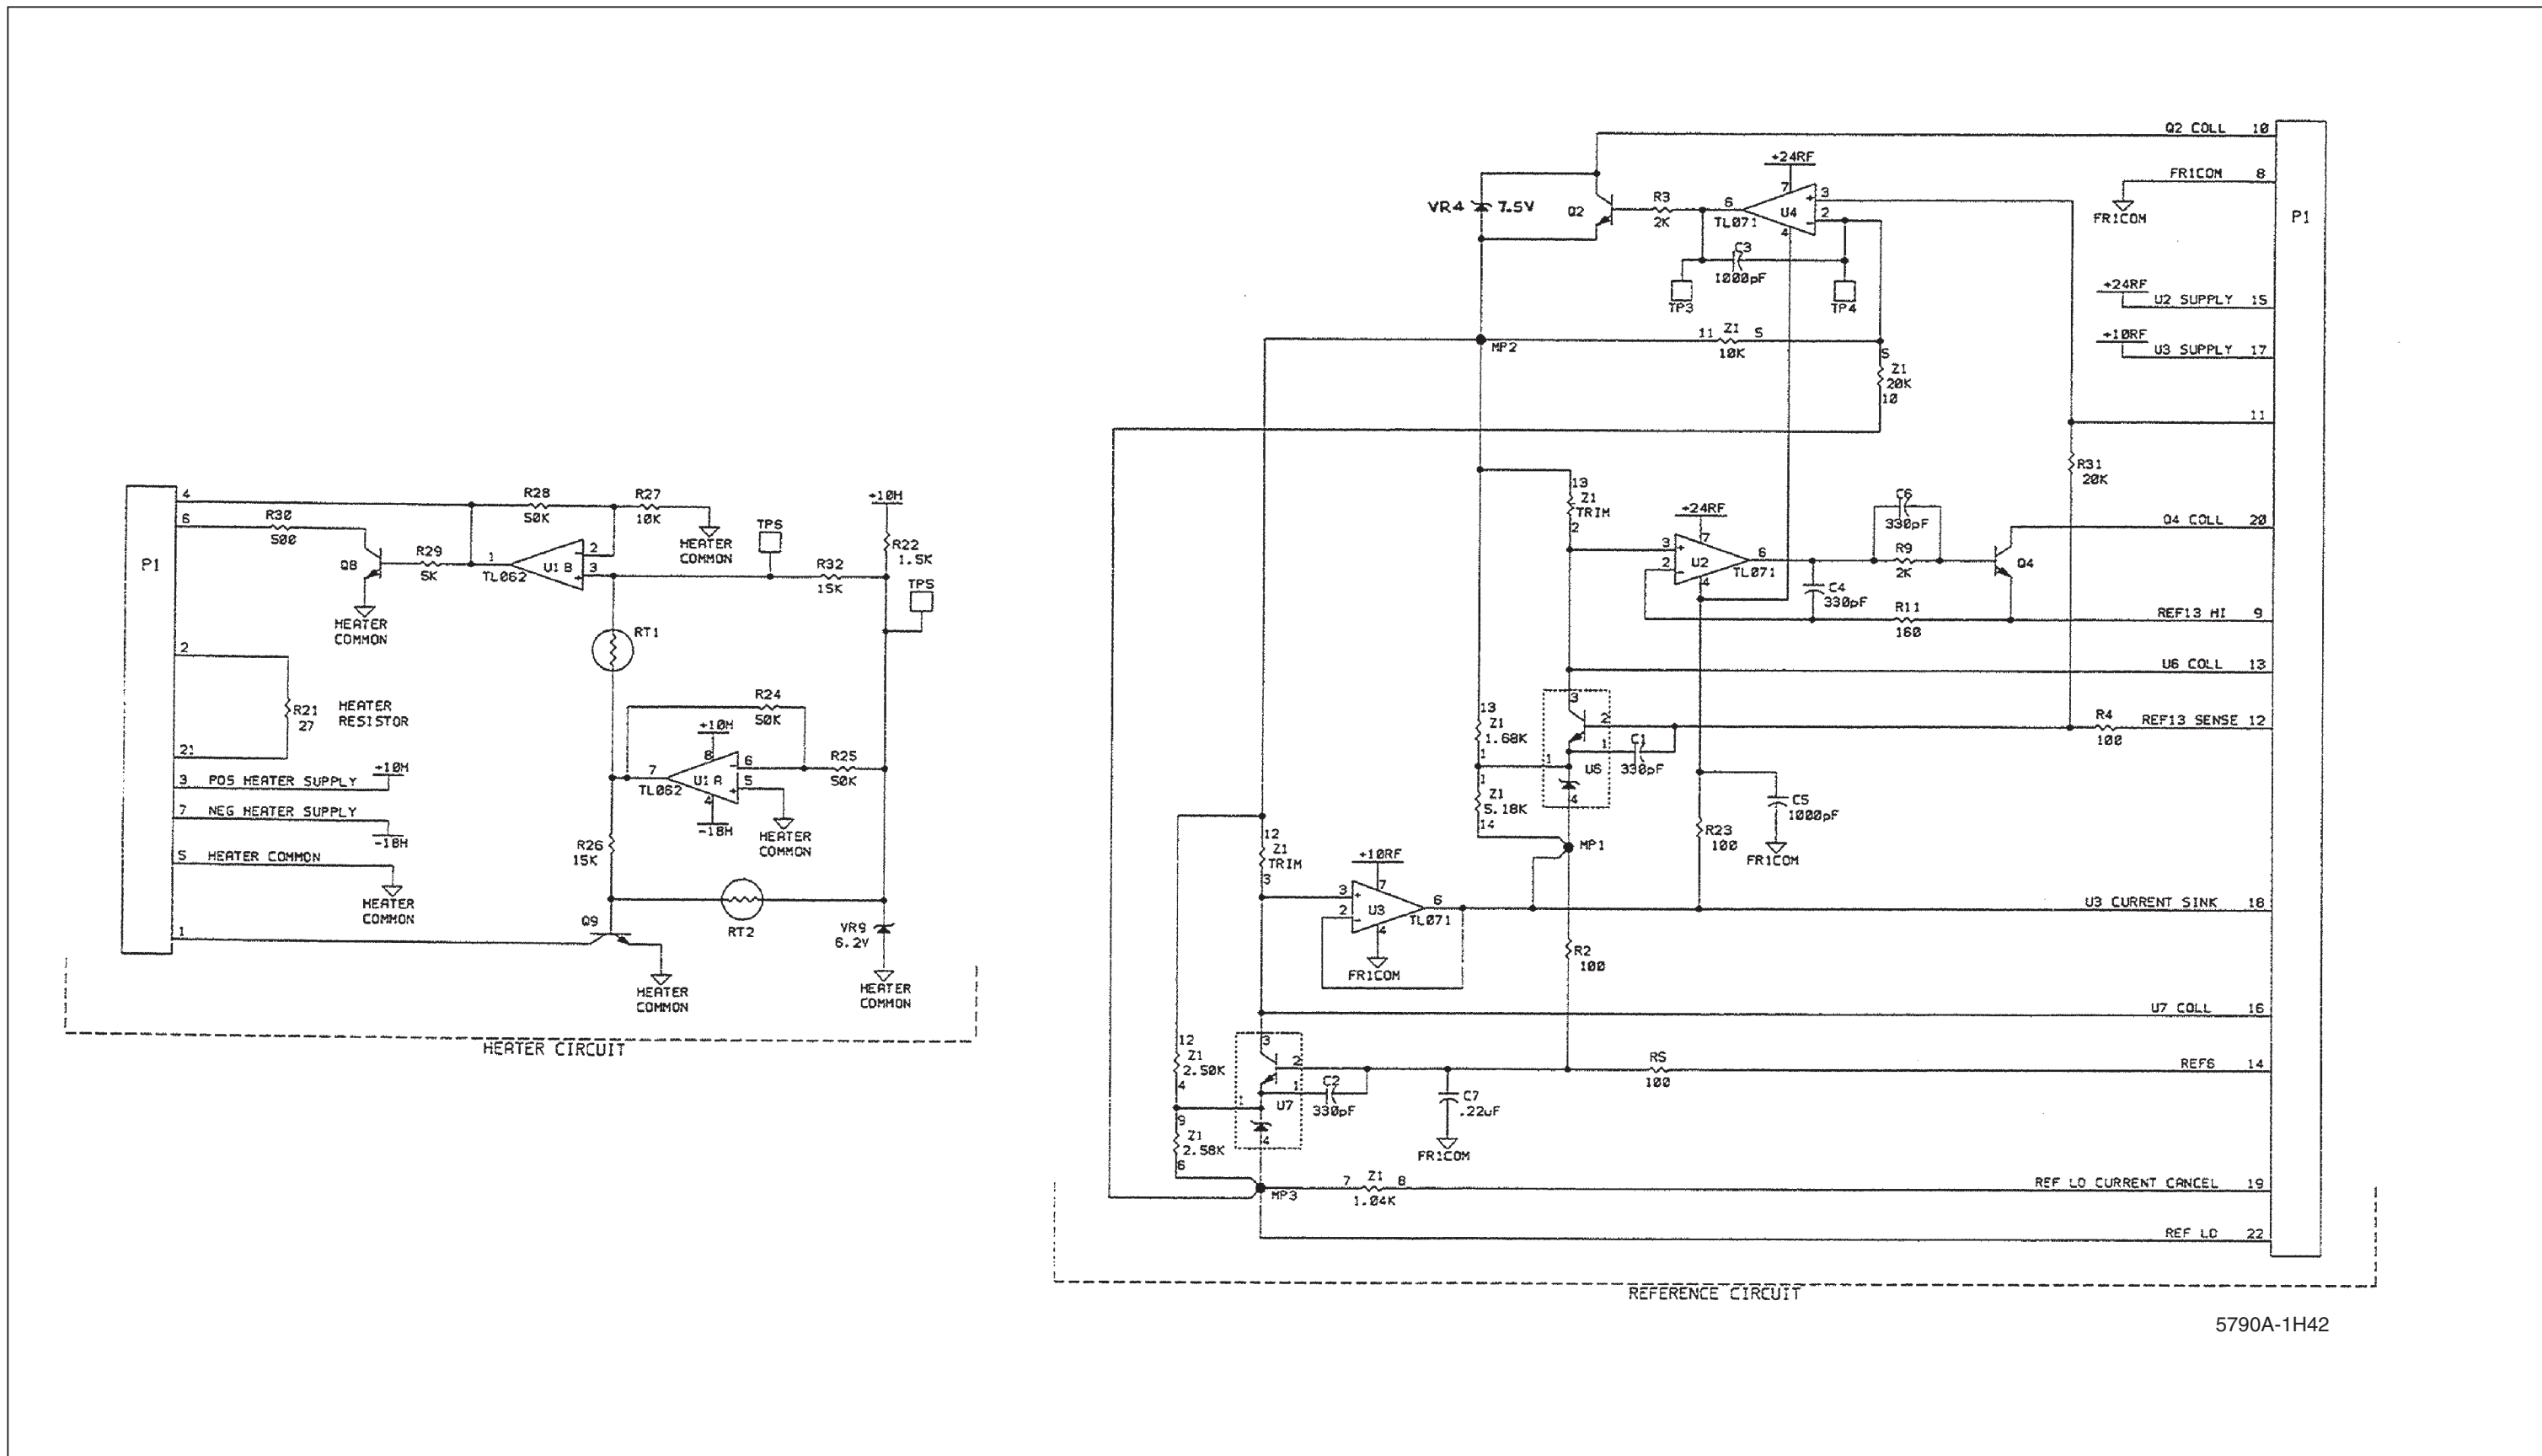 P1
4
6
R30
500
Q8
HEATER
COMMON
R29
5K
1
TL062
U1B
2
3
R28
50K
R27
10K
HEATER
COMMON
TP6
R32
15K
+10H
R22
1.5K
TP5
RT1
2
R21
27
HEATER
RESISTOR
21
3 POS HEATER SUPPLY
+10H
7 NEG HEATER SUPPLY
-18H
5 HEATER COMMON
HEATER
COMMON
1
R24
50K
+10H
8
7
TL062
U1A
6
5
4
-18H
R25
50K
HEATER
COMMON
R26
15K
RT2
Q9
HEATER
COMMON
VR9
6.2V
HEATER
COMMON
HEATER CIRCUIT
Q2 COLL 10
FR1COM 8
FR1COM
P1
+24RF
U2 SUPPLY 15
+10RF
U3 SUPPLY 17
11
R31
20K
Q4 COLL 20
REF13 HI 9
U6 COLL 13
REF13 SENSE 12
R4
100
U3 CURRENT SINK 18
U7 COLL 16
REF6 14
REF LO CURRENT CANCEL 19
REF LO 22
VR4 7.5V
Q2
R3
2K
+24RF
7
6
TL071
U4
3
2
4
C3
1000pF
TP3
TP4
MP2
11 Z1 5
10K
5
Z1
20K
10
13
Z1
TRIM
2
+24RF
7
3
2
U2
6
TL071
4
C6
330pF
R9
2K
Q4
C4
330pF
R11
160
13
Z1
1.68K
1
1
Z1
5.18K
14
3
2
1
1
4
U6
C1
330pF
MP1
C5
1000pF
FR1COM
R23
100
12
Z1
TRIM
3
+10RF
7
3
2
U3
6
TL071
4
FR1COM
R2
100
12
Z1
2.50K
4
9
Z1
2.58K
6
3
2
1
1
4
U7
C2
330pF
C7
.22uF
FR1COM
R5
100
MP3
7 Z1 8
1.04K
REFERENCE CIRCUIT
5790A-1H42